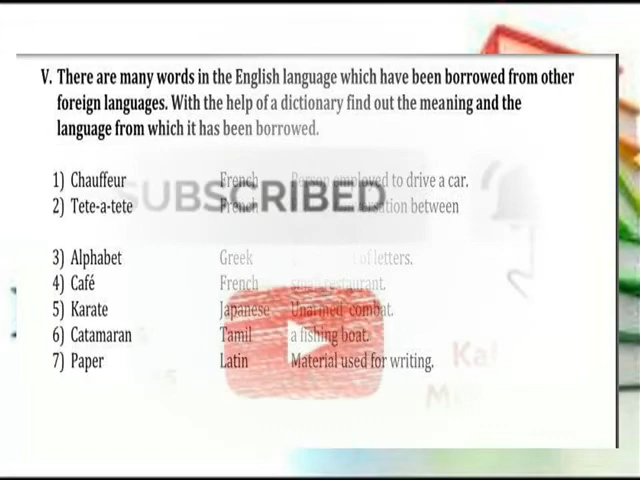 V. There are many words in the English language which have been borrowed from other
foreign languages. With the help of a dictionary find out the meaning and the
language from which it has been borrowed.
1) Chauffeur French Person employed to drive a car.
2) Tete-a-tete French between
SUBSCRIBED
3) Alphabet Greek of letters.
4) Café French restaurant.
5) Karate Japanese Unarmed combat.
6) Catamaran Tamil a fishing boat.
7) Paper Latin Material used for writing.